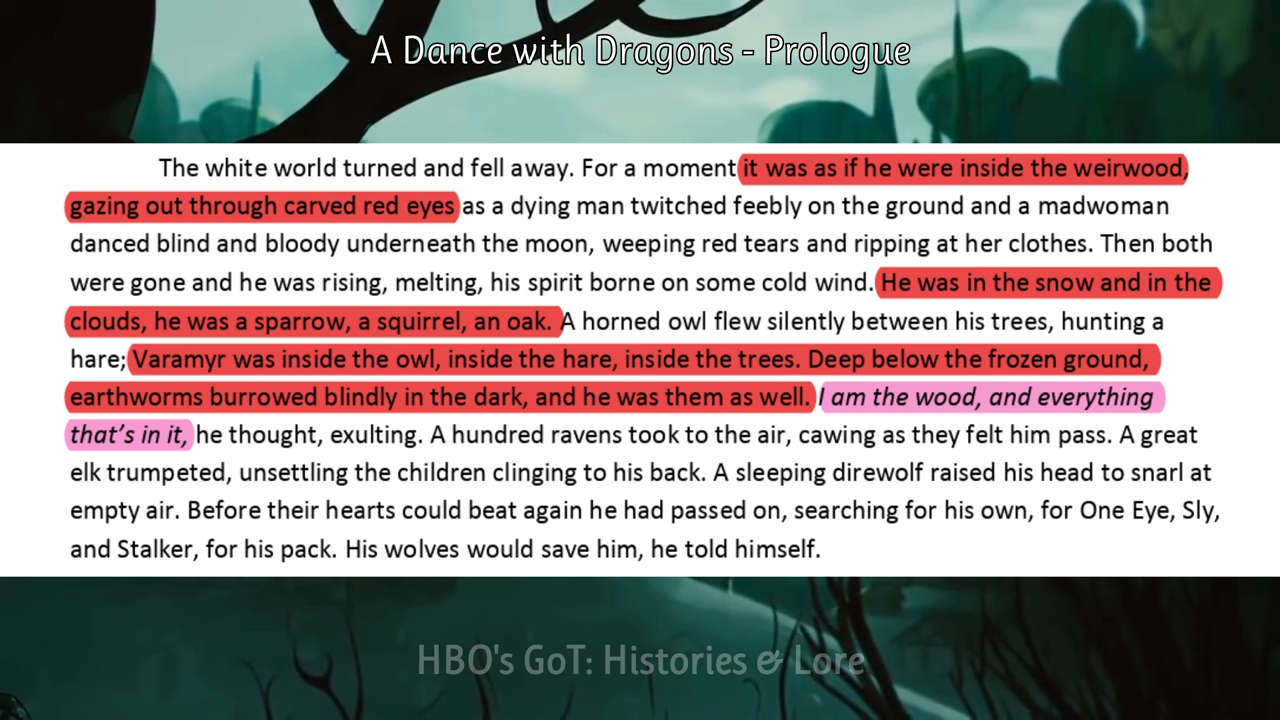 A Dance with Dragons - Prologue
The white world turned and fell away. For a moment it was as if he were inside the weirwood,
gazing out through carved red eyes as a dying man twitched feebly on the ground and a madwoman
danced blind and bloody underneath the moon, weeping red tears and ripping at her clothes. Then both
were gone and he was rising, melting, his spirit borne on some cold wind. He was in the snow and in the
clouds, he was a sparrow, a squirrel, an oak. A horned owl flew silently between his trees, hunting a
hare; Varamyr was inside the owl, inside the hare, inside the trees. Deep below the frozen ground,
earthworms burrowed blindly in the dark, and he was them as well. I am the wood, and everything
that's in it, he thought, exulting. A hundred ravens took to the air, cawing as they felt him pass. A great
elk trumpeted, unsettling the children clinging to his back. A sleeping direwolf raised his head to snarl at
empty air. Before their hearts could beat again he had passed on, searching for his own, for One Eye, Sly,
and Stalker, for his pack. His wolves would save him, he told himself.
HBO's GoT: Histories & Lore